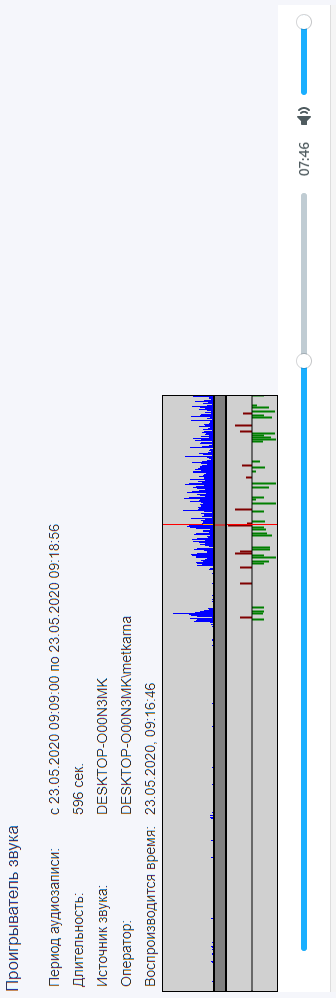 Проигрыватель звука
Период аудиозаписи: с 23.05.2020 09:09:00 по 23.05.2020 09:18:56
Длительность: 596 сек.
Источник звука: DESKTOP-O00N3MK
Оператор: DESKTOP-O00N3MK\metkarna
Воспроизводится время: 23.05.2020, 09:16:46
07:46